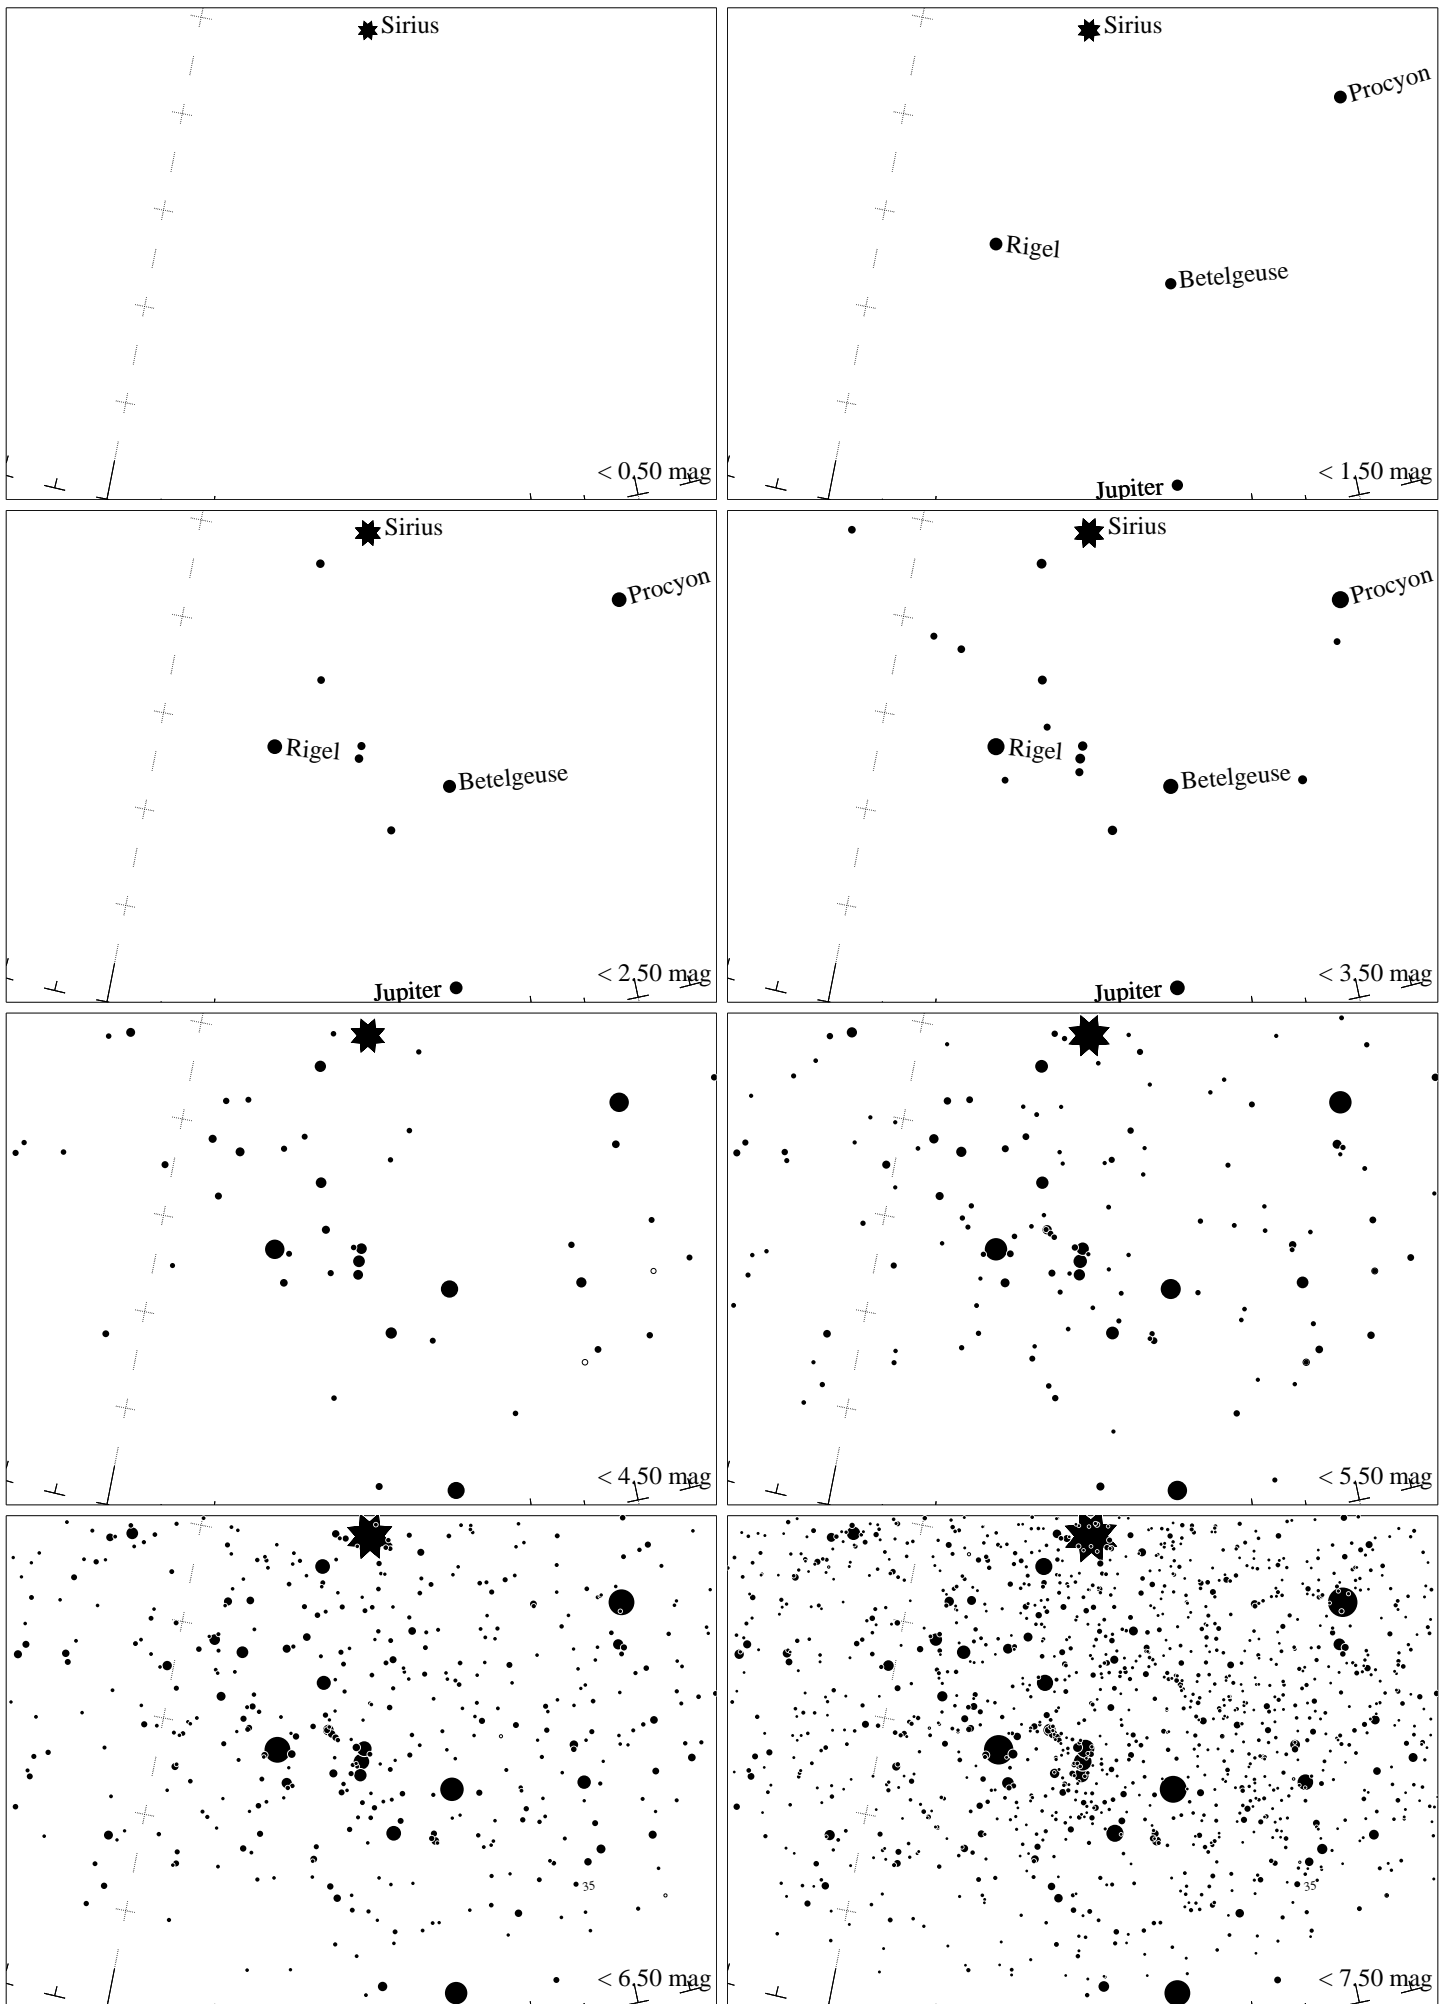 Sirius
< 0.50 mag
Sirius
Procyon
Rigel
Betelgeuse
Jupiter
< 1.50 mag
Sirius
Procyon
Rigel
Betelgeuse
Jupiter
< 2.50 mag
Sirius
Procyon
Rigel
Betelgeuse
Jupiter
< 3.50 mag
< 4.50 mag
< 5.50 mag
35
< 6.50 mag
35
< 7.50 mag